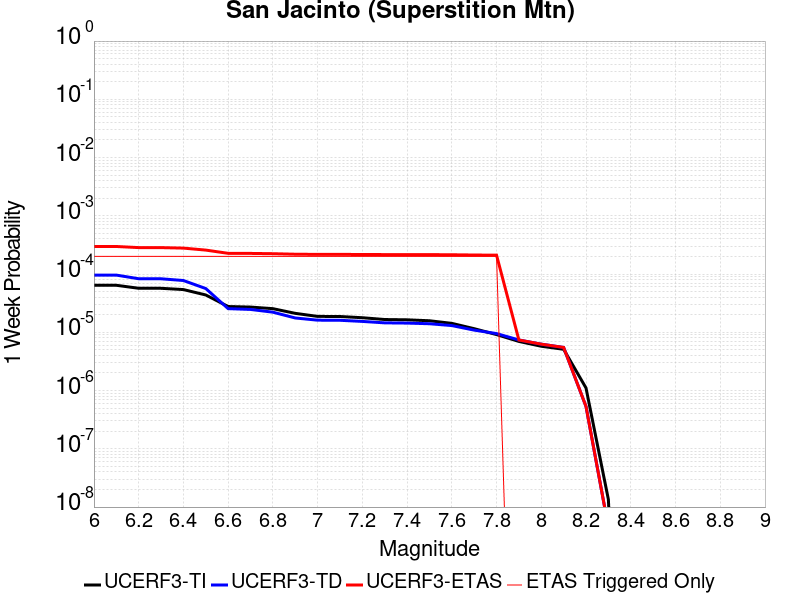 San Jacinto (Superstition Mtn)
10^0
10^-1
10^-2
10^-3
10^-4
10^-5
10^-6
10^-7
10^-8
1 Week Probability
6 6.2 6.4 6.6 6.8 7 7.2 7.4 7.6 7.8 8 8.2 8.4 8.6 8.8 9
Magnitude
UCERF3-TI UCERF3-TD UCERF3-ETAS ETAS Triggered Only